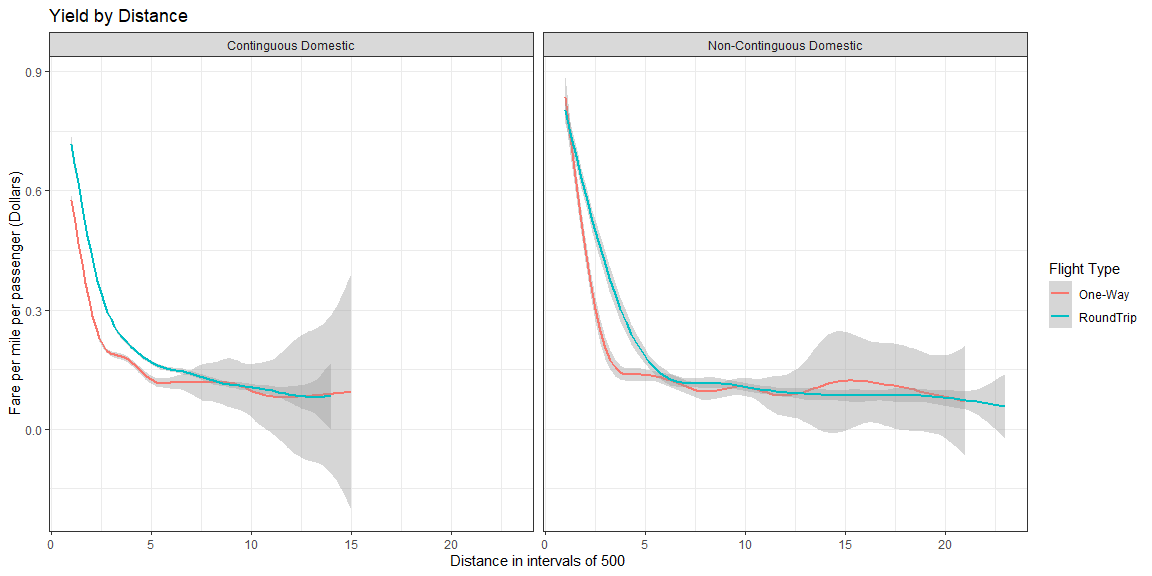 Yield by Distance
Continguous Domestic
Non-Continguous Domestic
Fare per mile per passenger (Dollars)
0.9
0.6
0.3
0.0
0 5 10 15 20
0 5 10 15 20
Distance in intervals of 500
Flight Type
One-Way
RoundTrip